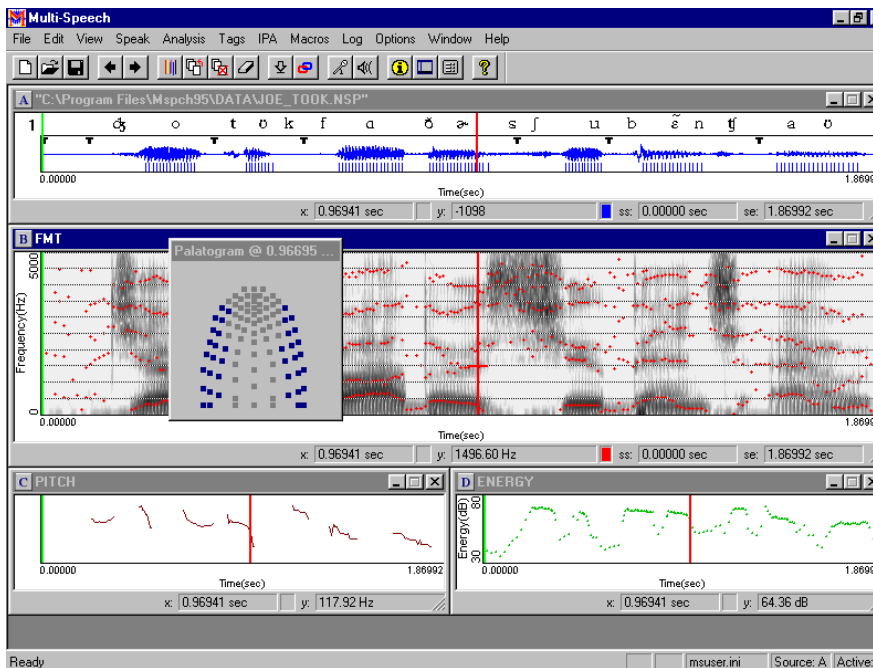 Multi-Speech
File Edit View Speak Analysis Tags IPA Macros Log Options Window Help
A "C:\Program Files\Mspch95\DATA\JOE_TOOK.NSP"
1 ʤ o t ʊ k f ɑ ð ɚ s ʃ u b ɛ̃ n ʧ a ʊ
0.00000 1.8699
Time(sec)
x: 0.96941 sec y: -1098 ss: 0.00000 sec se: 1.86992 sec
B FMT
Palatogram @ 0.96695 ...
5000
Frequency(Hz)
0
0.00000 1.8699
Time(sec)
x: 0.96941 sec y: 1496.60 Hz ss: 0.00000 sec se: 1.86992 sec
C PITCH
0.00000 1.86992
Time(sec)
x: 0.96941 sec y: 117.92 Hz
D ENERGY
80
Energy(dB)
30
0.00000 1.8699
Time(sec)
x: 0.96941 sec y: 64.36 dB
Ready msuser.ini Source: A Active: